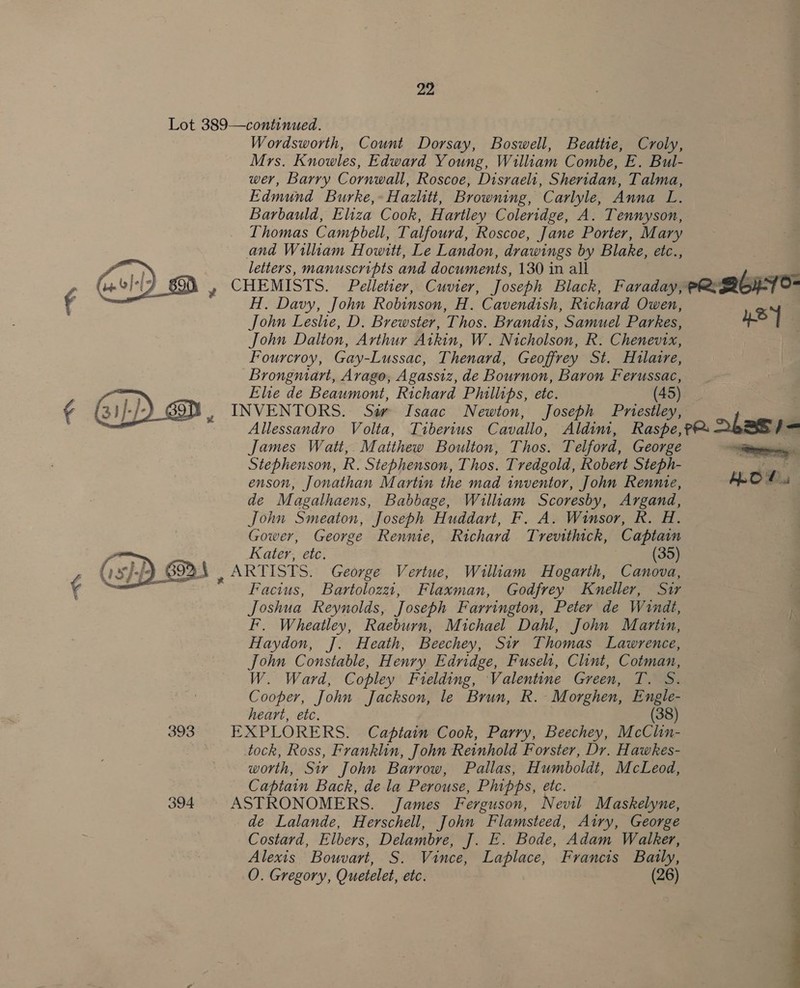 22
Lot 389—continued.
Wordsworth, Count Dorsay, Boswell, Beattie, Croly,
Mrs. Knowles, Edward Young, William Combe, E. Bul-
wer, Barry Cornwall, Roscoe, Disraeli, Sheridan, Talma,
Edmund Burke, Hazlitt, Browning, Carlyle, Anna L.
Barbauld, Eliza Cook, Hartley Coleridge, A. Tennyson,
Thomas Campbell, Talfourd, Roscoe, Jane Porter, Mary
and William Howitt, Le Landon, drawings by Blake, etc.,
letters, manuscripts and documents, 130 in all
CHEMISTS. Pelletier, Cuvier, Joseph Black, Faraday,
H. Davy, John Robinson, H. Cavendish, Richard Owen,
John Leslie, D. Brewster, Thos. Brandis, Samuel Parkes,
John Dalton, Arthur Aikin, W. Nicholson, R. Chenevix,
Fourcroy, Gay-Lussac, Thenard, Geoffrey St. Hilaire,
Brongniart, Arago, Agassiz, de Bournon, Baron Ferussac,
Elie de Beaumont, Richard Phillips, etc. (45)
INVENTORS. Sir Isaac Newton, Joseph Priestley,
Allessandro Volta, Tiberius Cavallo, Aldini, Raspe,
James Watt, Matthew Boulton, Thos. Telford, George
Stephenson, R. Stephenson, Thos. Tredgold, Robert Steph-
enson, Jonathan Martin the mad inventor, John Rennie,
de Magalhaens, Babbage, William Scoresby, Argand,
John Smeaton, Joseph Huddart, F. A. Winsor, R. H.
Gower, George Rennie, Richard Trevithick, Captain
Kater, etc. (35)
ARTISTS. George Vertue, William Hogarth, Canova,
Facius, Bartolozzi, Flaxman, Godfrey Kneller, Sir
Joshua Reynolds, Joseph Farrington, Peter de Windt,
F. Wheatley, Raeburn, Michael Dahl, John Martin,
Haydon, J. Heath, Beechey, Sir Thomas Lawrence,
John Constable, Henry Edridge, Fuseli, Clint, Cotman,
W. Ward, Copley Fielding, Valentine Green, T. S.
Cooper, John Jackson, le Brun, R. Morghen, Engle-
heart, etc. (38)
393 EXPLORERS. Captain Cook, Parry, Beechey, McClin-
tock, Ross, Franklin, John Reinhold Forster, Dr. Hawkes-
worth, Sir John Barrow, Pallas, Humboldt, McLeod,
Captain Back, de la Perouse, Phipps, etc.
394 ASTRONOMERS. James Ferguson, Nevil Maskelyne,
de Lalande, Herschell, John Flamsteed, Airy, George
Costard, Elbers, Delambre, J. E. Bode, Adam Walker,
Alexis Bouvart, S. Vince, Laplace, Francis Baily,
O. Gregory, Quetelet, etc. (26)